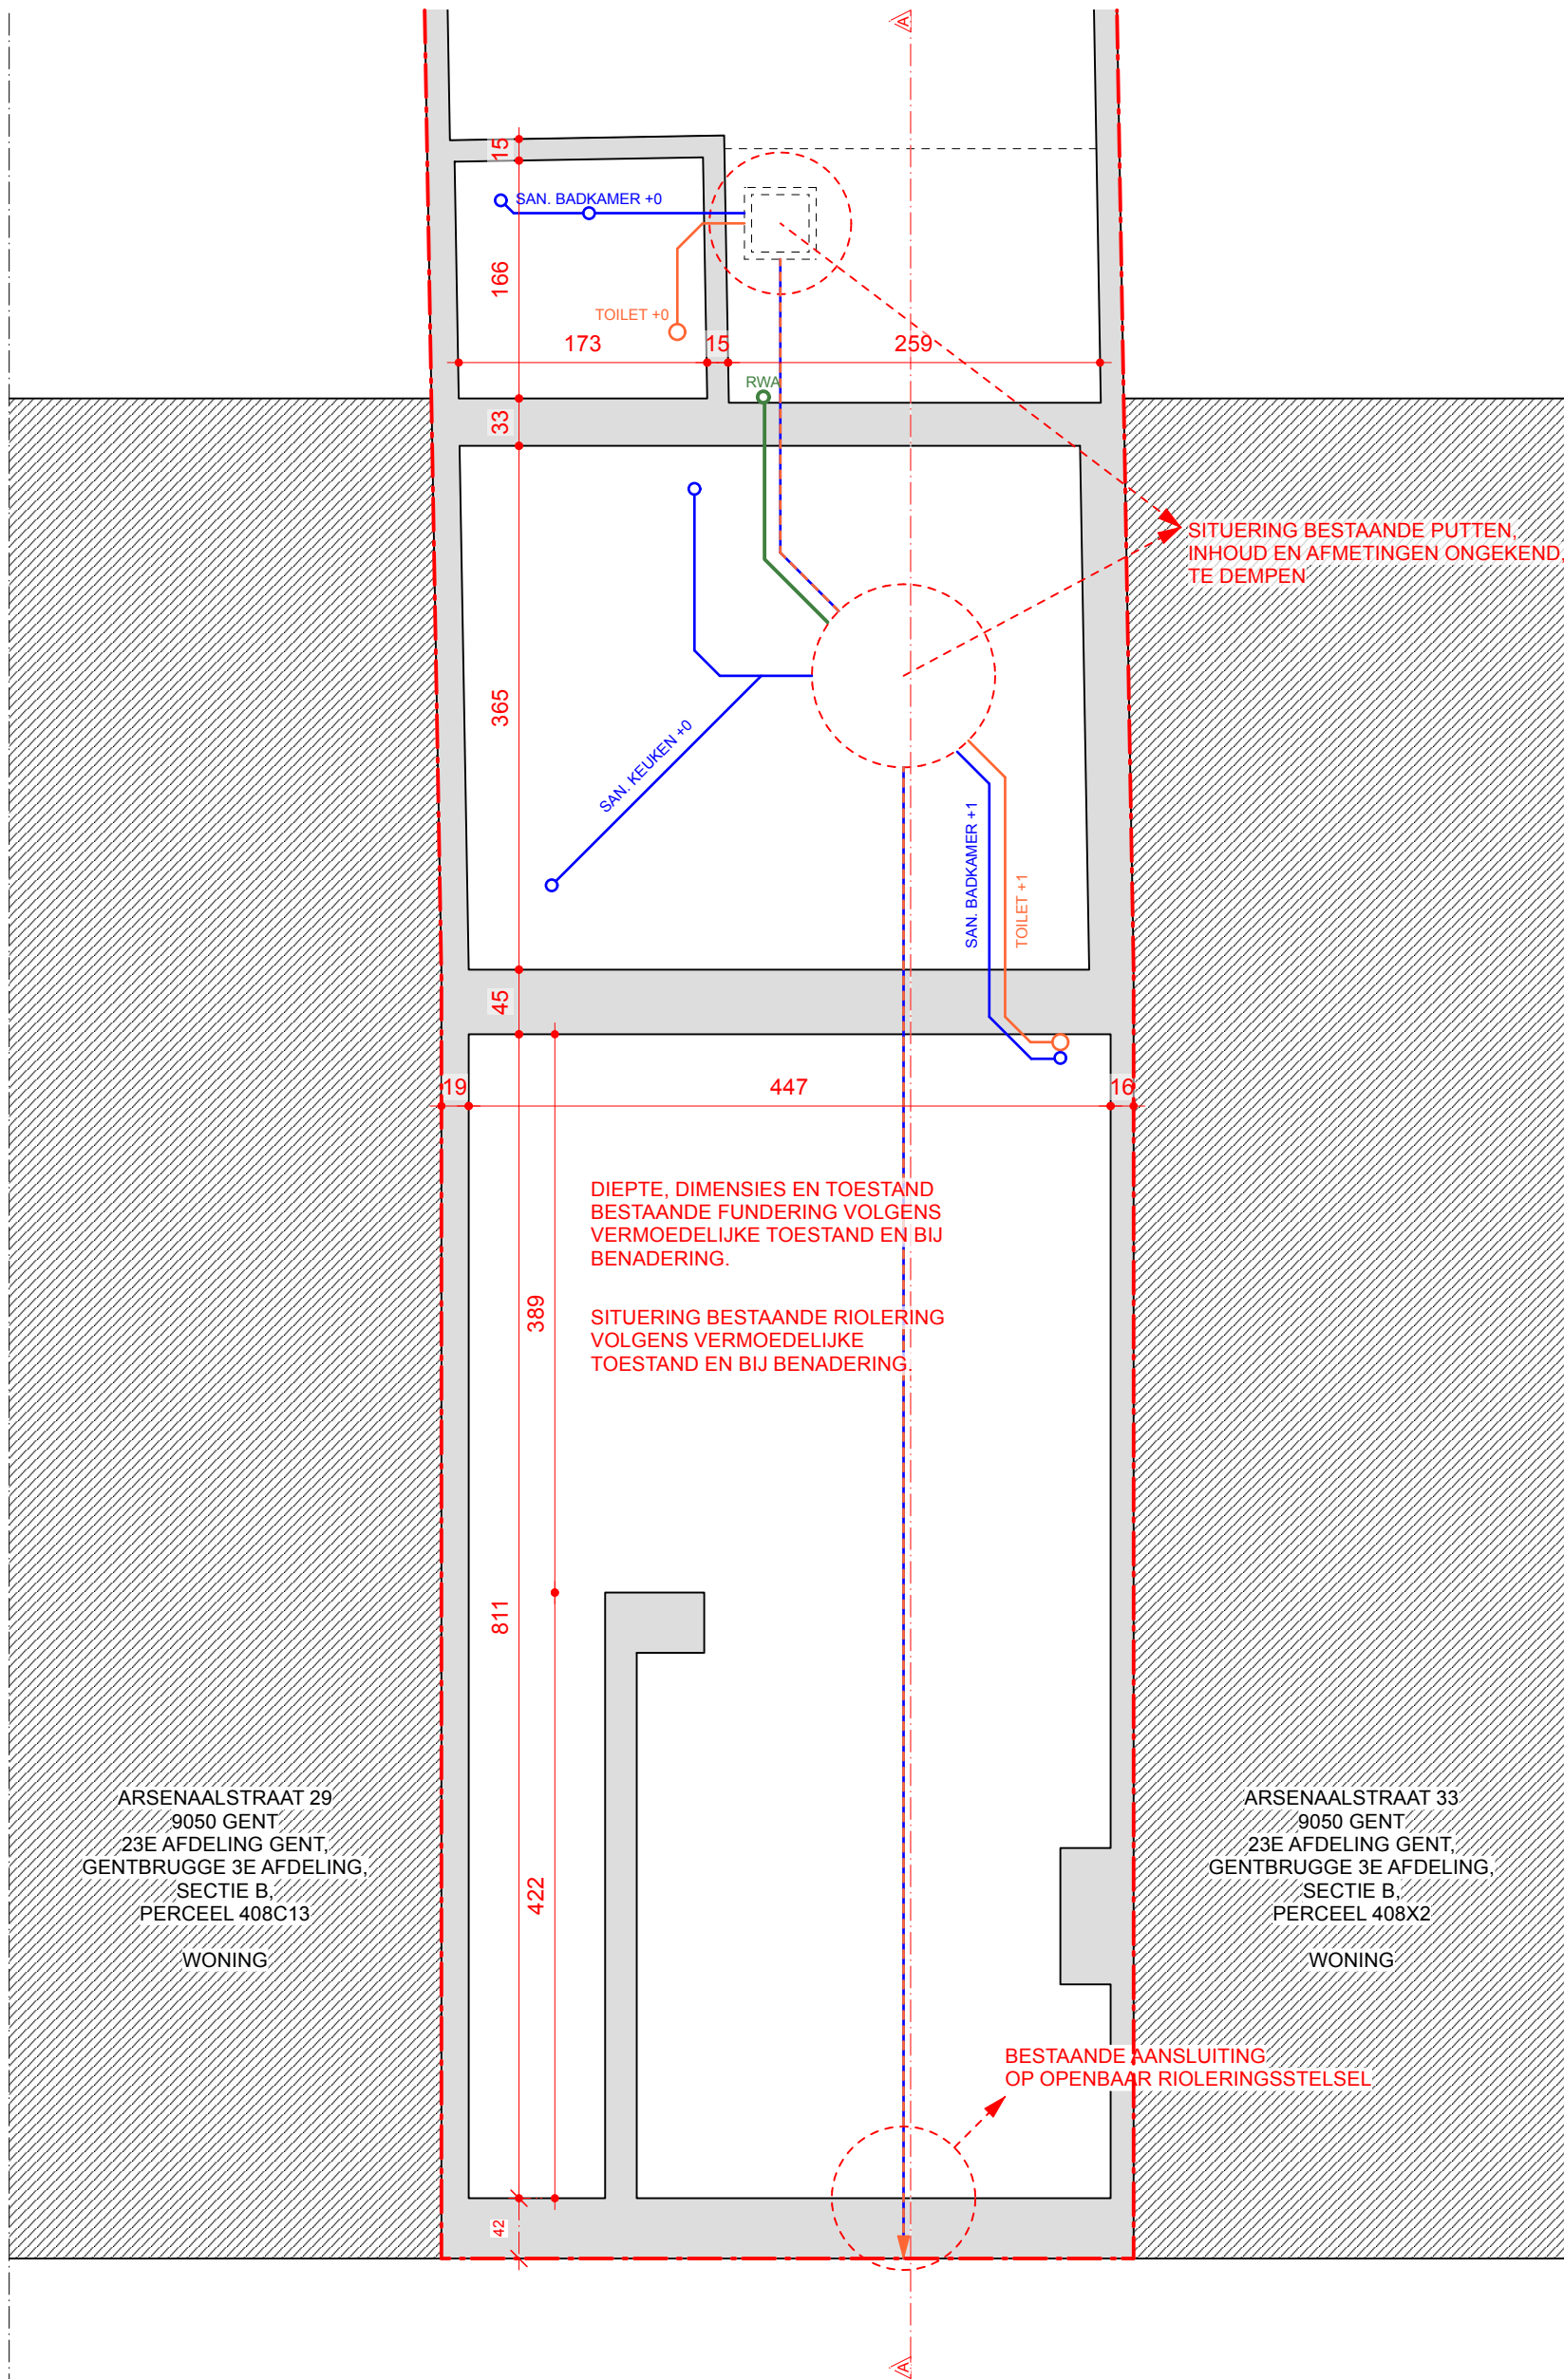 A
15
SAN. BADKAMER +0
166
TOILET +0
173
15
259
RWA
33
SITUERING BESTAANDE PUTTEN,
INHOUD EN AFMETINGEN ONGEKEND,
TE DEMPEN
365
SAN. KEUKEN +0
SAN. BADKAMER +1
TOILET +1
45
19
447
16
DIEPTE, DIMENSIES EN TOESTAND
BESTAANDE FUNDERING VOLGENS
VERMOEDELIJKE TOESTAND EN BIJ
BENADERING.
SITUERING BESTAANDE RIOLERING
VOLGENS VERMOEDELIJKE
TOESTAND EN BIJ BENADERING.
389
811
422
ARSENAALSTRAAT 29
9050 GENT
23E AFDELING GENT,
GENTBRUGGE 3E AFDELING,
SECTIE B,
PERCEEL 408C13
WONING
ARSENAALSTRAAT 33
9050 GENT
23E AFDELING GENT,
GENTBRUGGE 3E AFDELING,
SECTIE B,
PERCEEL 408X2
WONING
BESTAANDE AANSLUITING
OP OPENBAAR RIOLERINGSSTELSEL
42
A